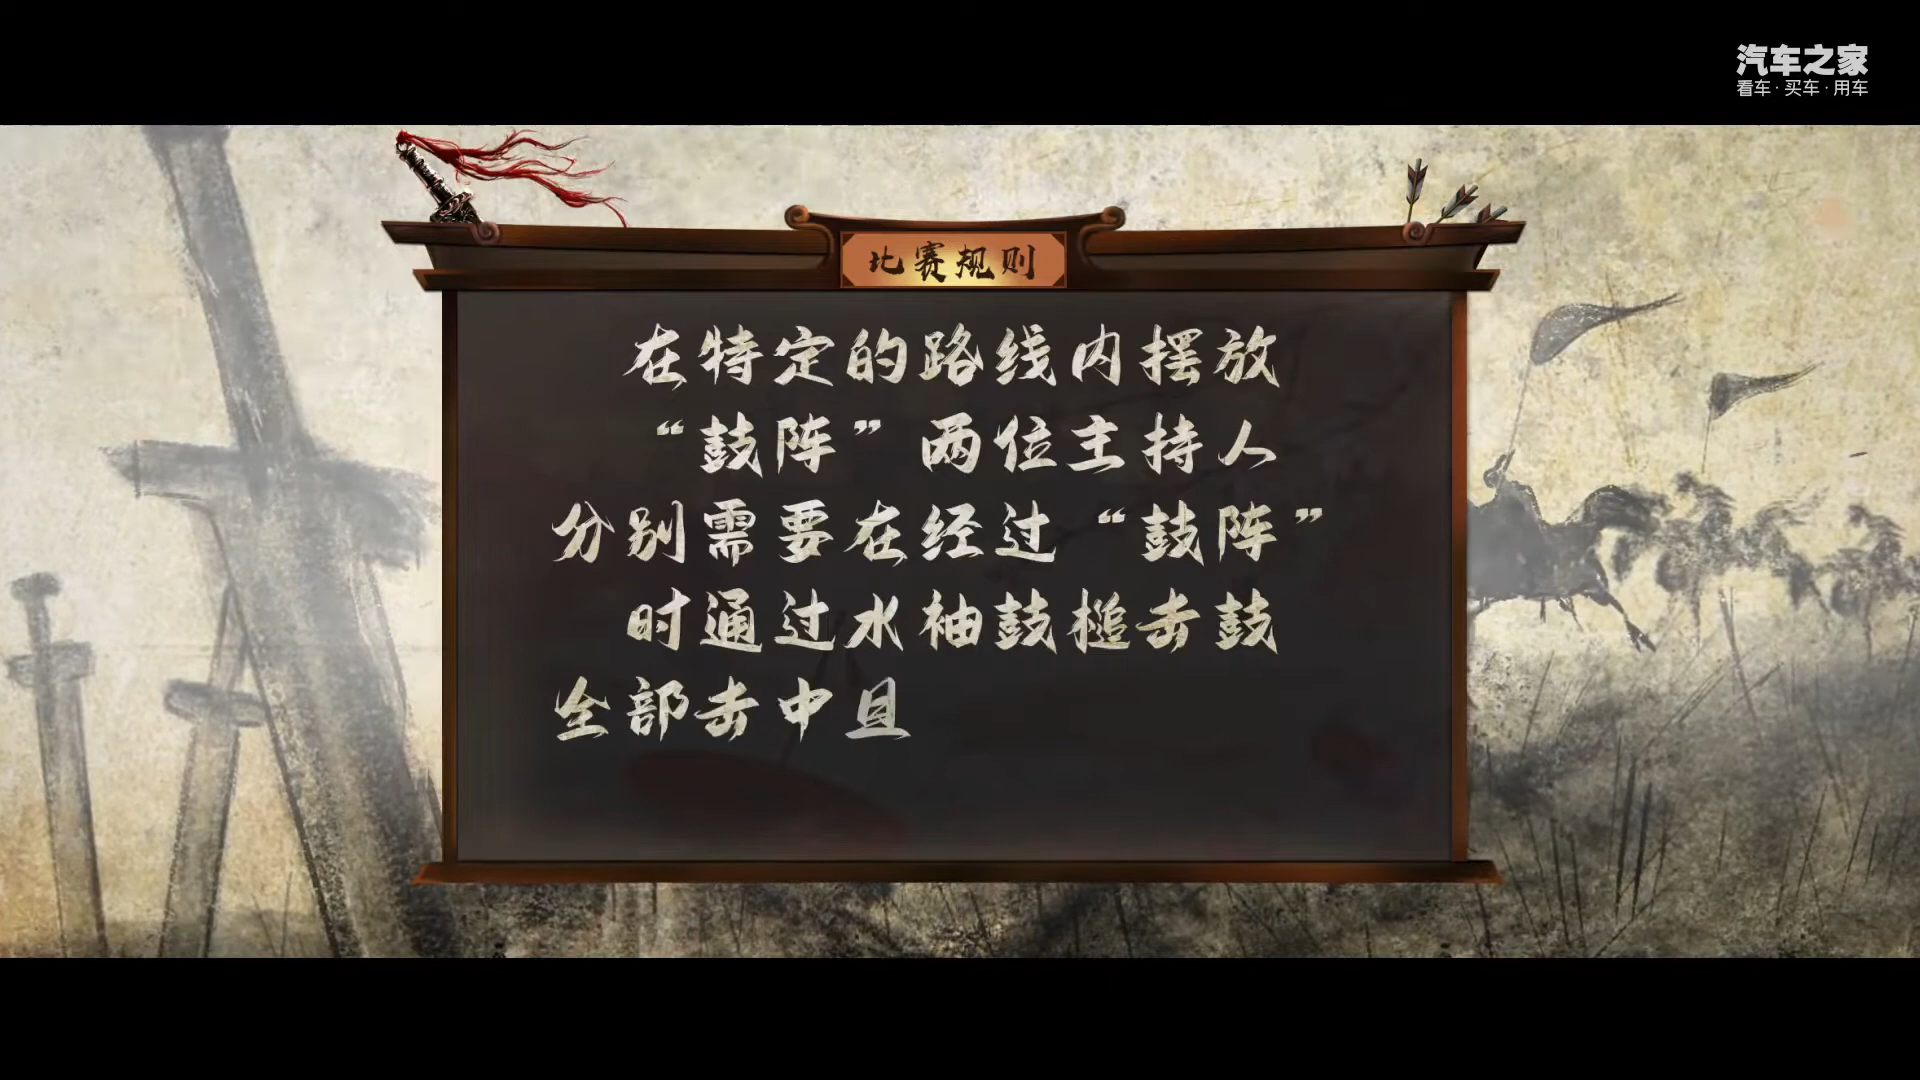 汽车之家
看车·买车·用车
比赛规则
在特定的路线内摆放
“鼓阵”两位主持人
分别需要在经过“鼓阵”
时通过水袖鼓槌击鼓
全部击中且